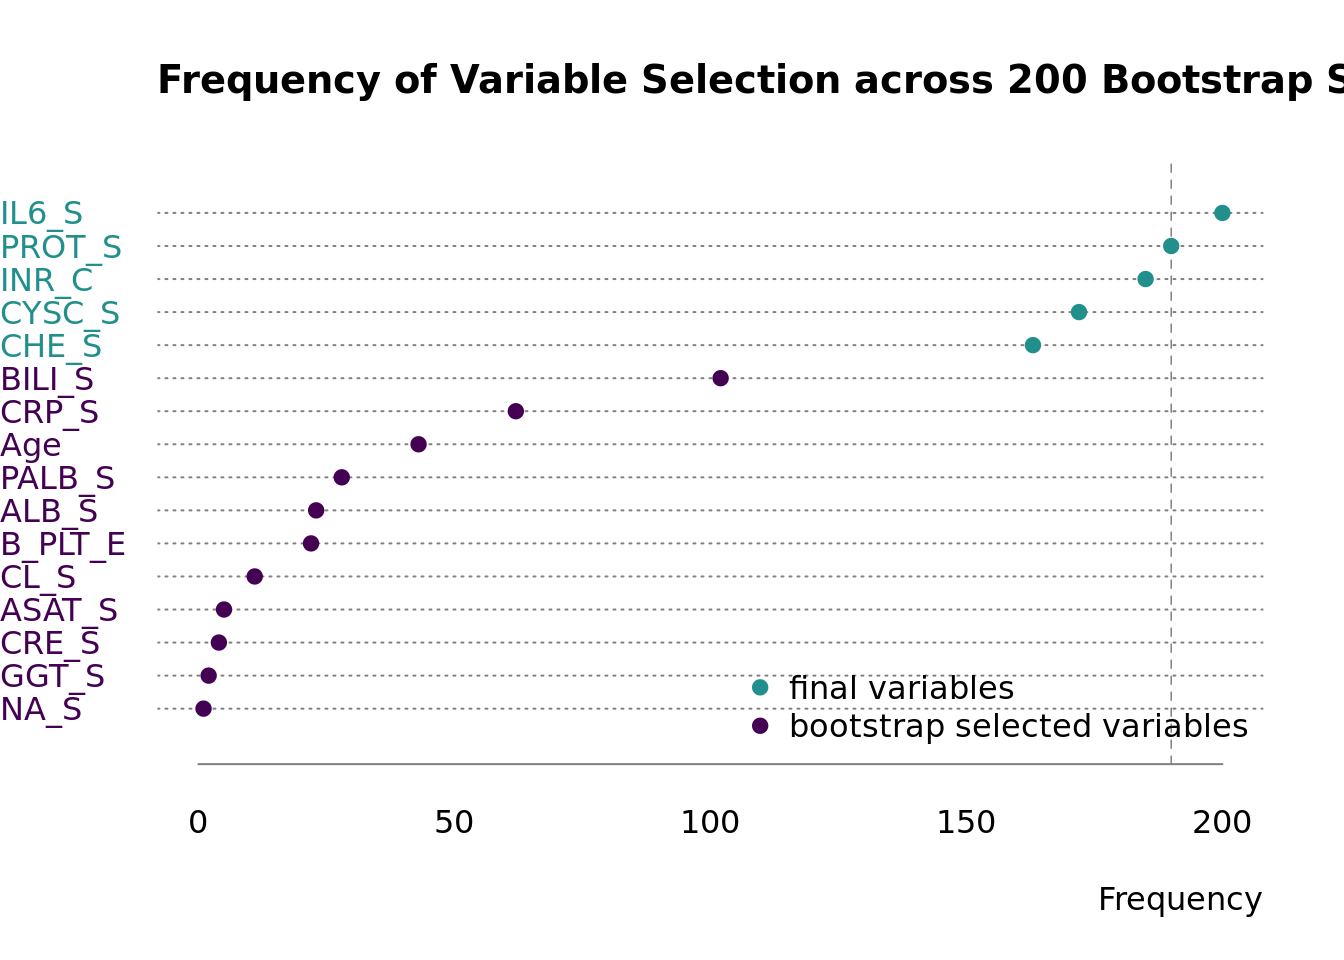 Frequency of Variable Selection across 200 Bootstrap S
IL6_S
PROT_S
INR_C
CYSC_S
CHE_S
BILI_S
CRP_S
Age
PALB_S
ALB_S
B_PLT_E
CL_S
ASAT_S
CRE_S
GGT_S
NA_S
final variables
bootstrap selected variables
0 50 100 150 200
Frequency